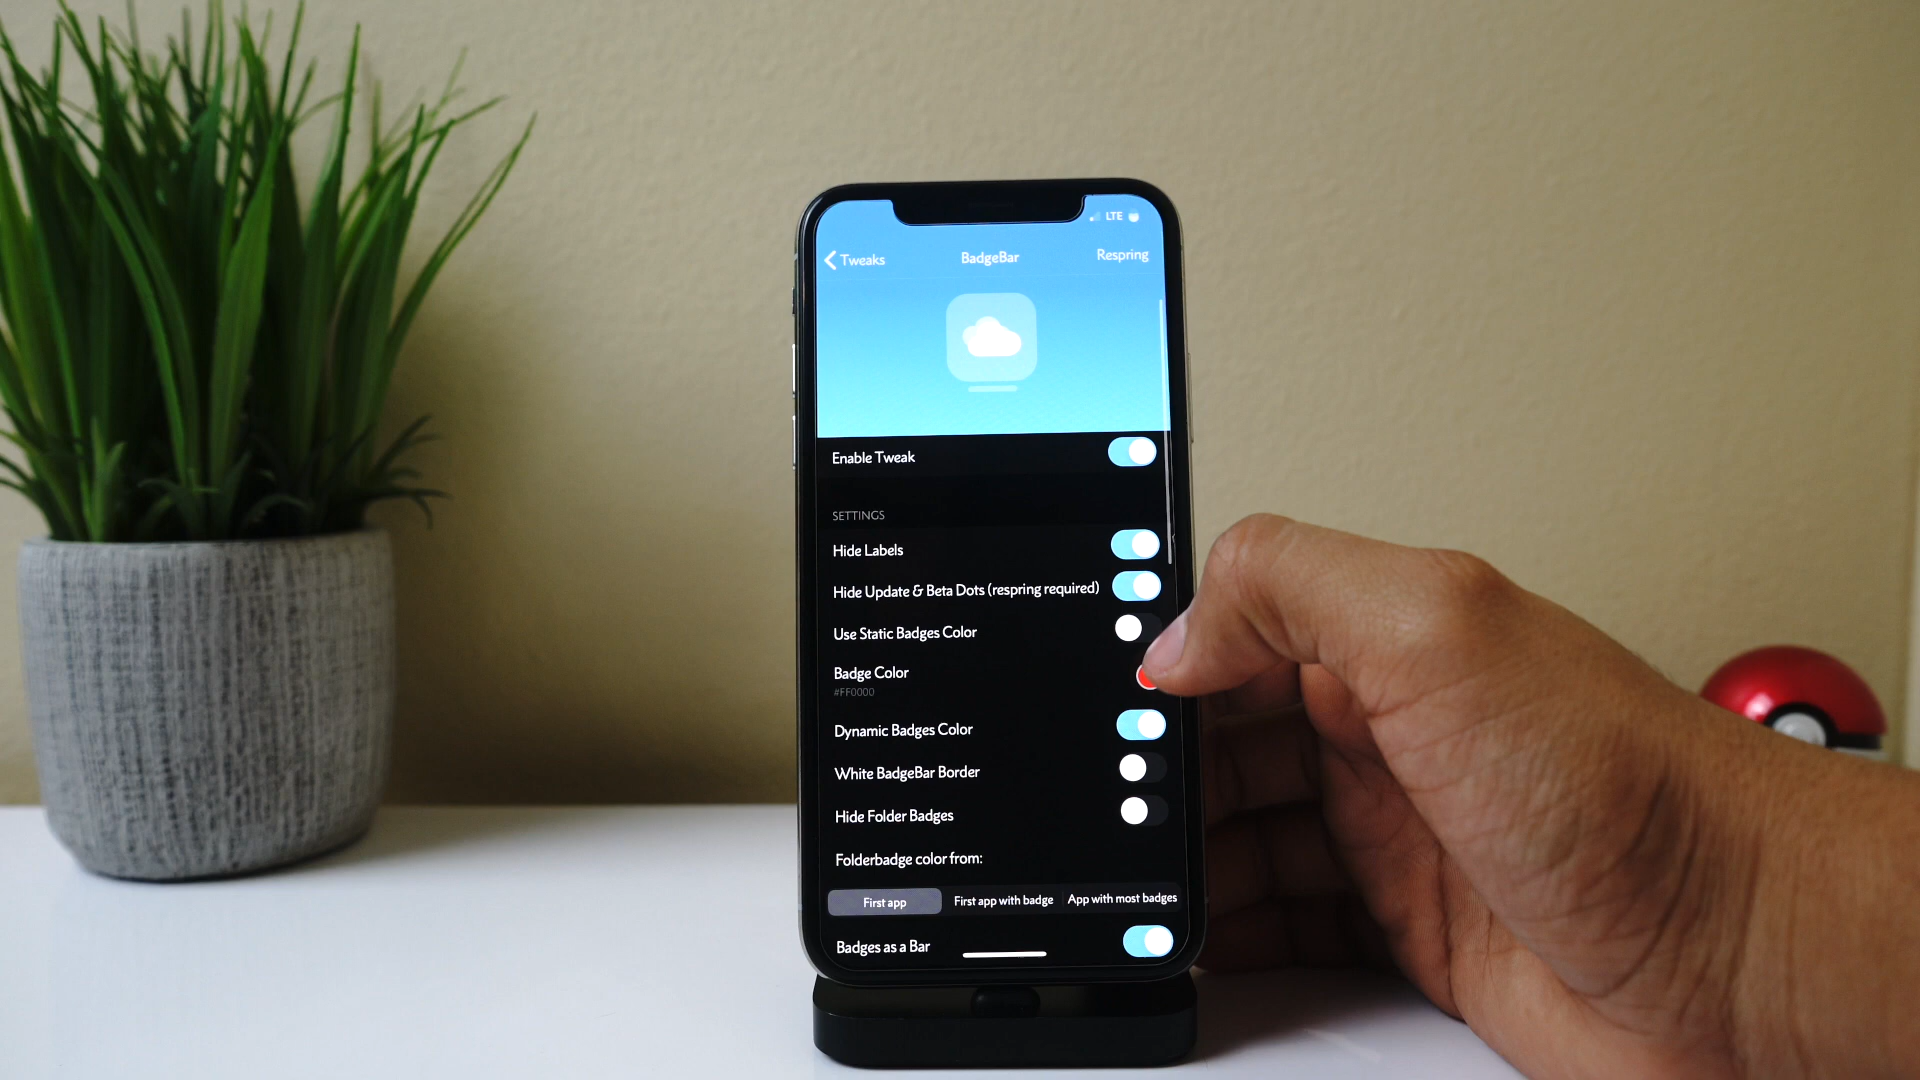 LTE
Tweaks BadgeBar Respring
Enable Tweak
SETTINGS
Hide Labels
Hide Update & Beta Dots (respring required)
Use Static Badges Color
Badge Color
#FF0000
Dynamic Badges Color
White BadgeBar Border
Hide Folder Badges
Folderbadge color from:
First app First app with badge App with most badges
Badges as a Bar